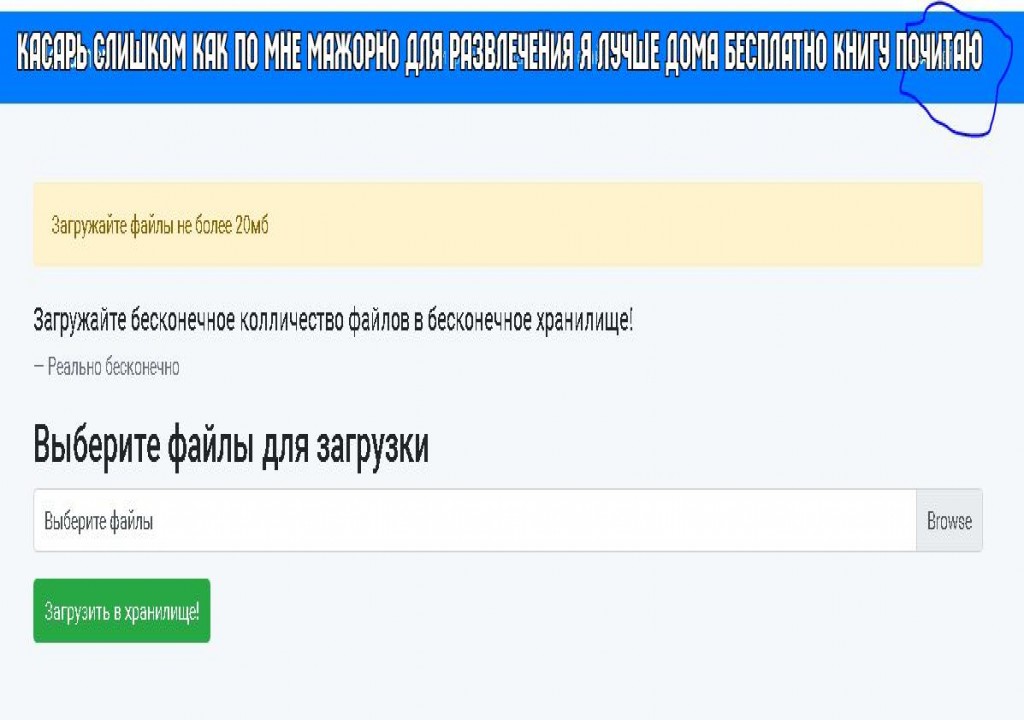 КАСАРЬ СЛИШКОМ КАК ПО МНЕ МАЖОРНО ДЛЯ РАЗВЛЕЧЕНИЯ Я ЛУЧШЕ ДОМА БЕСПЛАТНО КНИГУ ПОЧИТАЮ
Загружайте файлы не более 20мб
Загружайте бесконечное колличество файлов в бесконечное хранилище!
— Реально бесконечно
Выберите файлы для загрузки
Выберите файлы
Browse
Загрузить в хранилище!